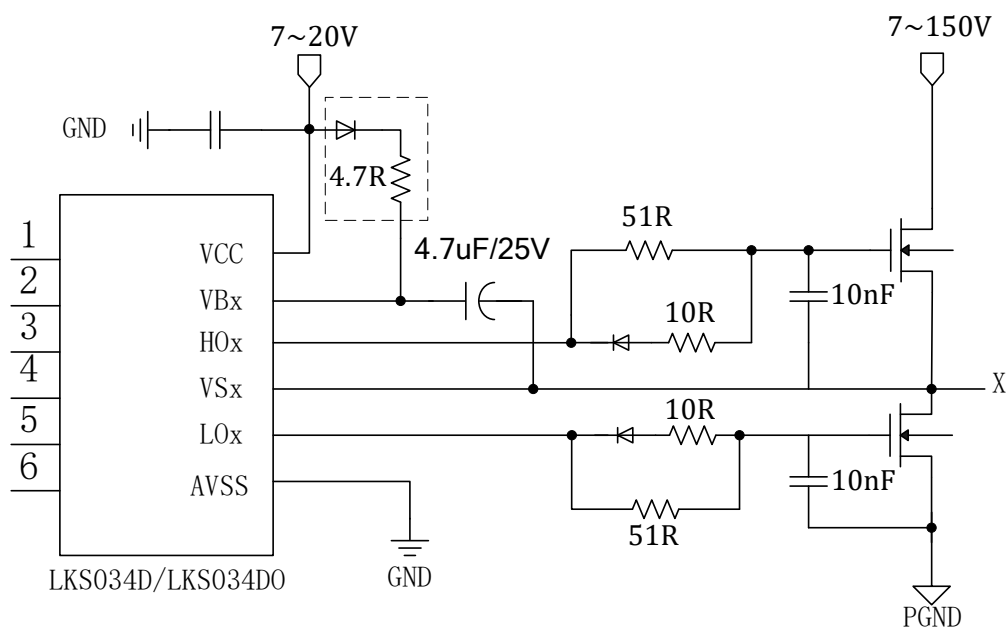 7~20V
7~150V
GND
4.7R
51R
1
VCC
4.7uF/25V
2
VBx
10nF
10R
3
HOx
4
VSx
X
10R
5
LOx
6
AVSS
10nF
51R
LKS034D/LKS034DO
GND
PGND